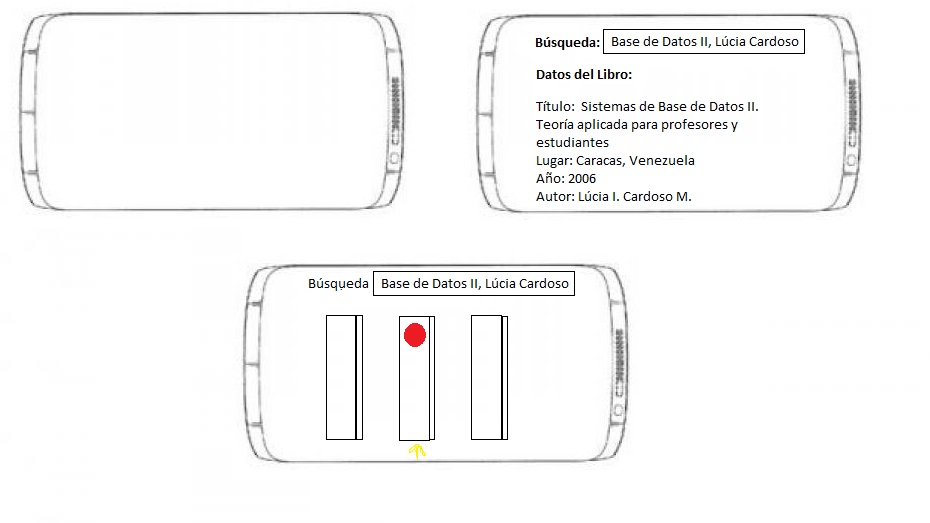 Búsqueda: Base de Datos II, Lúcia Cardoso
Datos del Libro:
Título: Sistemas de Base de Datos II.
Teoría aplicada para profesores y
estudiantes
Lugar: Caracas, Venezuela
Año: 2006
Autor: Lúcia I. Cardoso M.
Búsqueda Base de Datos II, Lúcia Cardoso